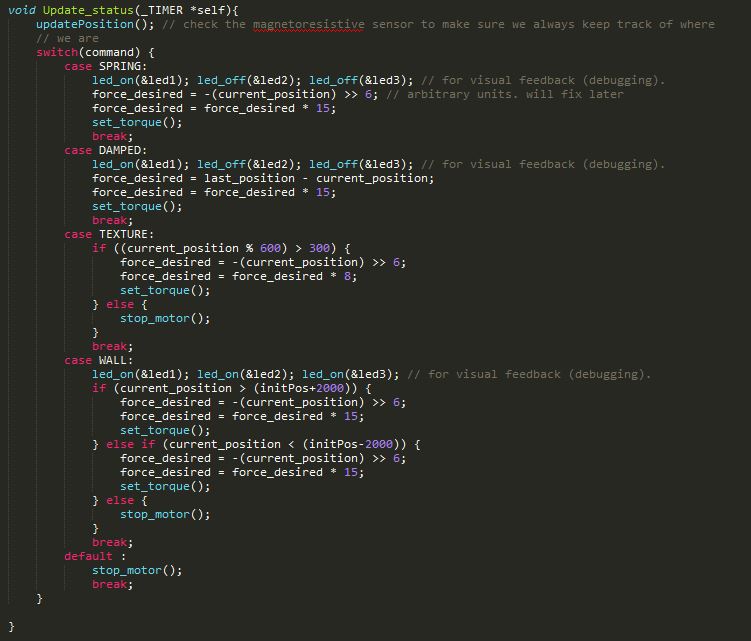 void Update_status(_TIMER *self){
    updatePosition(); // check the magnetoresistive sensor to make sure we always keep track of where
    // we are
    switch(command) {
        case SPRING:
            led_on(&led1); led_off(&led2); led_off(&led3); // for visual feedback (debugging).
            force_desired = -(current_position) >> 6; // arbitrary units. will fix later
            force_desired = force_desired * 15;
            set_torque();
            break;
        case DAMPED:
            led_on(&led1); led_off(&led2); led_off(&led3); // for visual feedback (debugging).
            force_desired = last_position - current_position;
            force_desired = force_desired * 15;
            set_torque();
            break;
        case TEXTURE:
            if ((current_position % 600) > 300) {
                force_desired = -(current_position) >> 6;
                force_desired = force_desired * 8;
                set_torque();
            } else {
                stop_motor();
            }
            break;
        case WALL:
            led_on(&led1); led_on(&led2); led_on(&led3); // for visual feedback (debugging).
            if (current_position > (initPos+2000)) {
                force_desired = -(current_position) >> 6;
                force_desired = force_desired * 15;
                set_torque();
            } else if (current_position < (initPos-2000)) {
                force_desired = -(current_position) >> 6;
                force_desired = force_desired * 15;
                set_torque();
            } else {
                stop_motor();
            }
            break;
        default :
            stop_motor();
            break;
    }
}